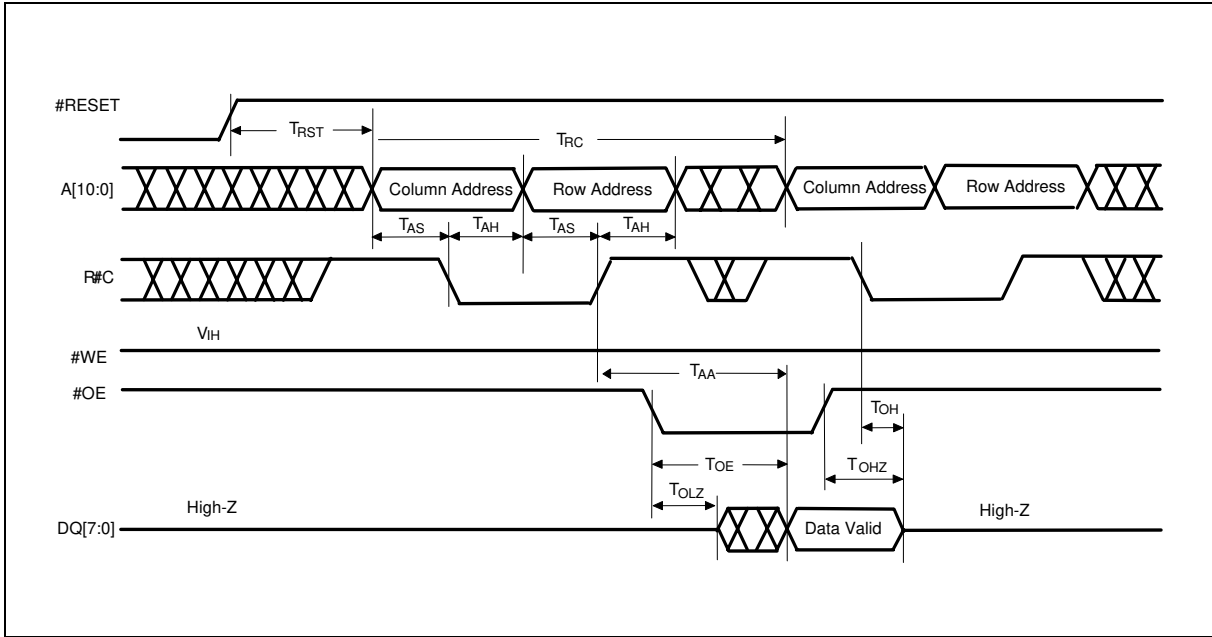 #RESET
TRST
TRC
A[10:0]
Column Address
Row Address
Column Address
Row Address
TAS
TAH
TAS
TAH
R#C
VIH
#WE
TAA
#OE
TOH
TOE
TOHZ
TOLZ
High-Z
High-Z
DQ[7:0]
Data Valid